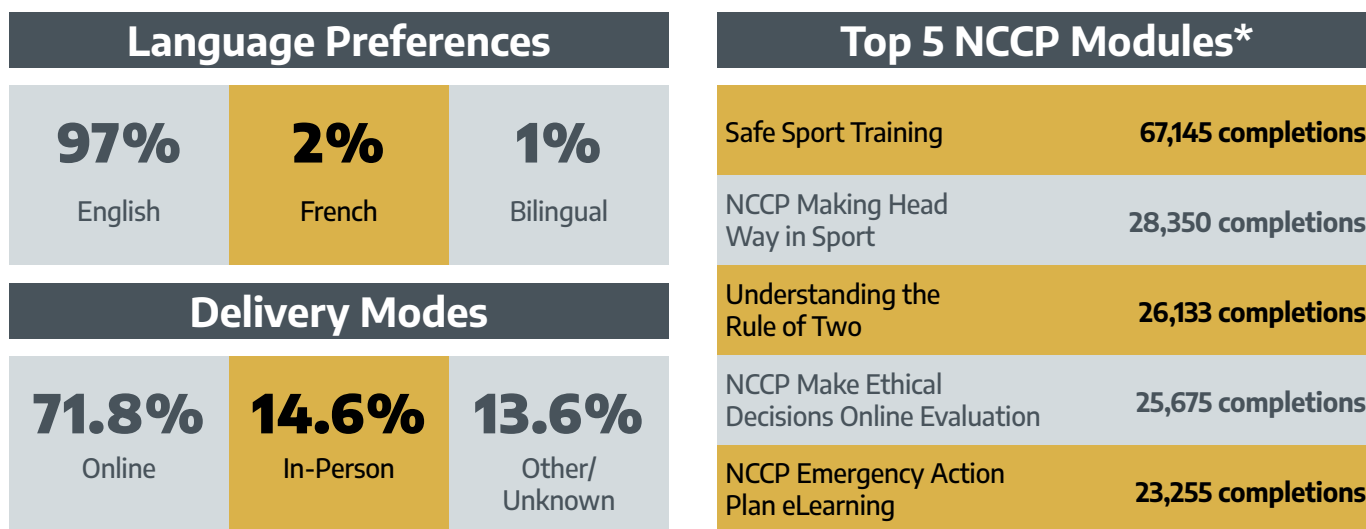 Language Preferences
97%
English
2%
French
1%
Bilingual
Delivery Modes
71.8%
Online
14.6%
In-Person
13.6%
Other/
Unknown
Top 5 NCCP Modules*
Safe Sport Training
67,145 completions
NCCP Making Head
Way in Sport
28,350 completions
Understanding the
Rule of Two
26,133 completions
NCCP Make Ethical
Decisions Online Evaluation
25,675 completions
NCCP Emergency Action
Plan eLearning
23,255 completions